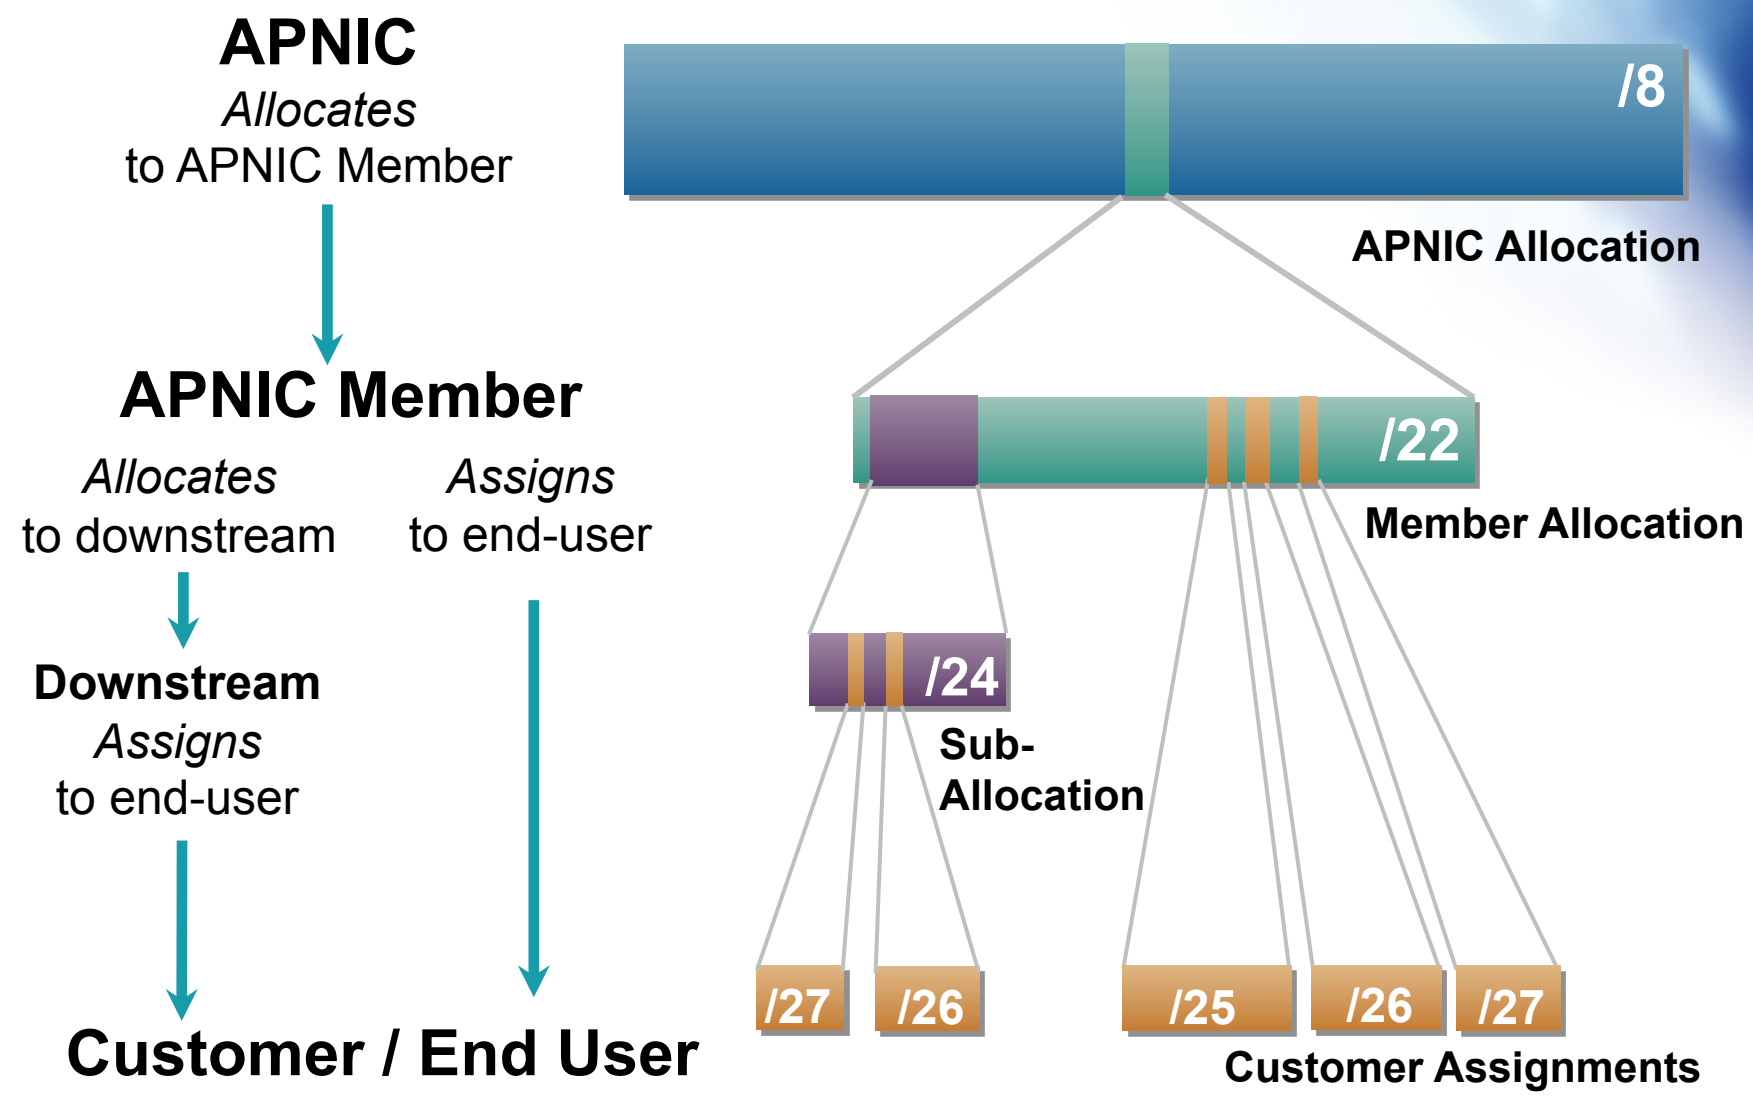 APNIC
Allocates
to APNIC Member
/8
APNIC Allocation
APNIC Member
Allocates
to downstream
Assigns
to end-user
/22
Member Allocation
Downstream
Assigns
to end-user
/24
Sub-
Allocation
/27
/26
/25
/26
/27
Customer / End User
Customer Assignments